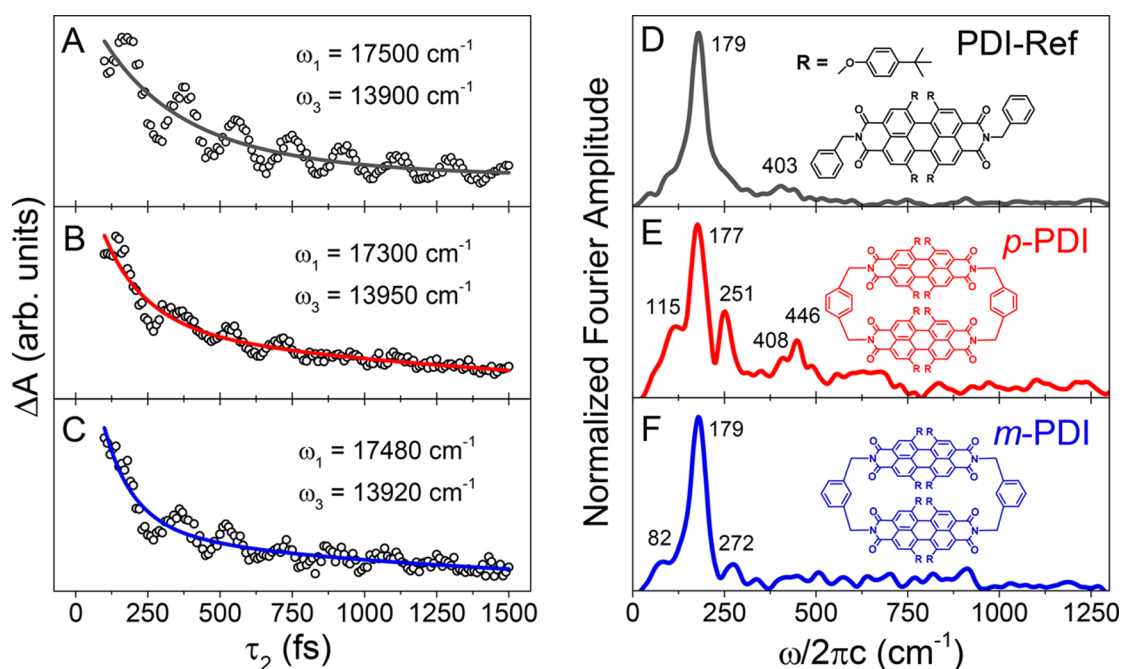 A
ω₁ = 17500 cm⁻¹
ω₃ = 13900 cm⁻¹
B
ω₁ = 17300 cm⁻¹
ω₃ = 13950 cm⁻¹
C
ω₁ = 17480 cm⁻¹
ω₃ = 13920 cm⁻¹
ΔA (arb. units)
0 250 500 750 1000 1250 1500
τ₂ (fs)
D
179
PDI-Ref
R =
O
403
R R
O O
N N
O O
R R
E
177
p-PDI
115
251
408
446
R R
O O
N N
O O
R R
R R
O O
N N
O O
R R
F
179
m-PDI
82
272
R R
O O
N N
O O
R R
R R
O O
N N
O O
R R
Normalized Fourier Amplitude
0 250 500 750 1000 1250
ω/2πc (cm⁻¹)